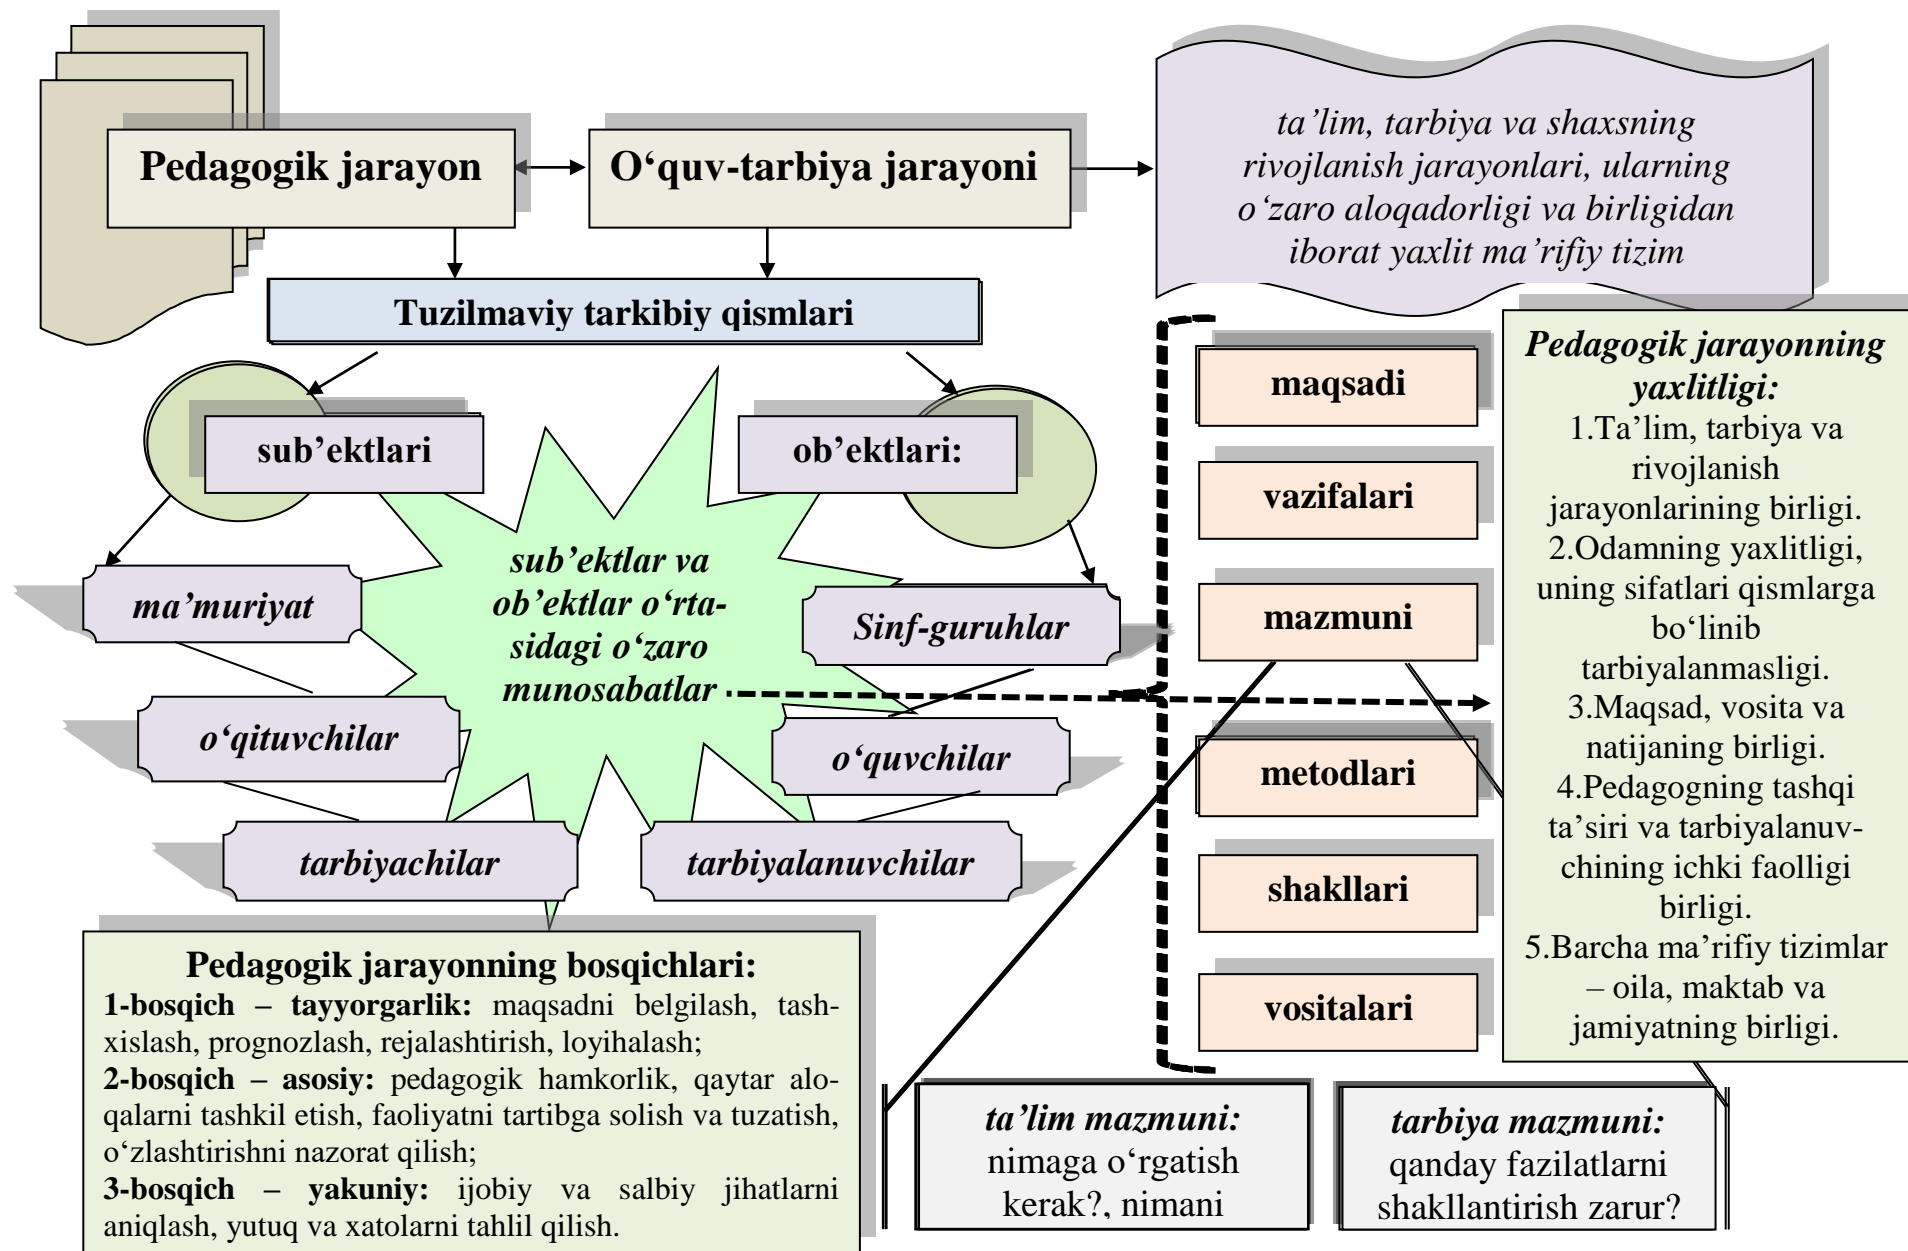 Pedagogik jarayon
O‘quv-tarbiya jarayoni
ta’lim, tarbiya va shaxsning
rivojlanish jarayonlari, ularning
o‘zaro aloqadorligi va birligidan
iborat yaxlit ma’rifiy tizim
Tuzilmaviy tarkibiy qismlari
sub’ektlari
ob’ektlari:
sub’ektlar va
ob’ektlar o‘rta-
sidagi o‘zaro
munosabatlar
ma’muriyat
o‘qituvchilar
tarbiyachilar
Sinf-guruhlar
o‘quvchilar
tarbiyalanuvchilar
maqsadi
vazifalari
mazmuni
metodlari
shakllari
vositalari
Pedagogik jarayonning
yaxlitligi:
1.Ta’lim, tarbiya va
rivojlanish
jarayonlarining birligi.
2.Odamning yaxlitligi,
uning sifatlari qismlarga
bo‘linib
tarbiyalanmasligi.
3.Maqsad, vosita va
natijaning birligi.
4.Pedagogning tashqi
ta’siri va tarbiyalanuv-
chining ichki faolligi
birligi.
5.Barcha ma’rifiy tizimlar
– oila, maktab va
jamiyatning birligi.
Pedagogik jarayonning bosqichlari:
1-bosqich – tayyorgarlik: maqsadni belgilash, tash-
xislash, prognozlash, rejalashtirish, loyihalash;
2-bosqich – asosiy: pedagogik hamkorlik, qaytar alo-
qalarni tashkil etish, faoliyatni tartibga solish va tuzatish,
o‘zlashtirishni nazorat qilish;
3-bosqich – yakuniy: ijobiy va salbiy jihatlarni
aniqlash, yutuq va xatolarni tahlil qilish.
ta’lim mazmuni:
nimaga o‘rgatish
kerak?, nimani
tarbiya mazmuni:
qanday fazilatlarni
shakllantirish zarur?